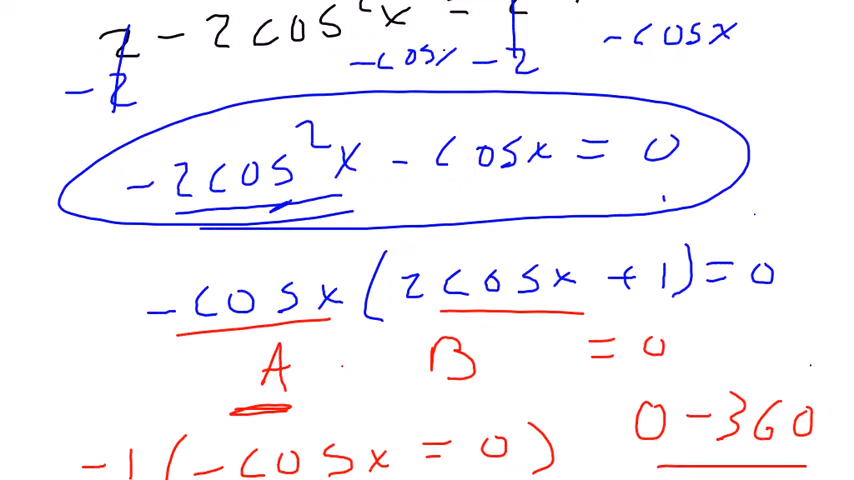 2 - 2cos²x = 2
-cosx - 2 -cosx
-2
-2cos²x - cosx = 0
-cosx(2cosx + 1) = 0
A B = 0
0 - 360
-1(-cosx = 0)